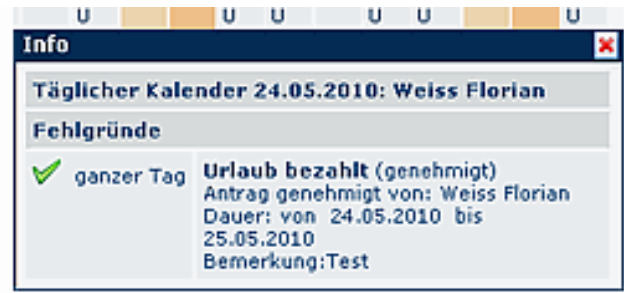 U U U U U U
Info
Täglicher Kalender 24.05.2010: Weiss Florian
Fehlgründe
ganzer Tag Urlaub bezahlt (genehmigt)
Antrag genehmigt von: Weiss Florian
Dauer: von 24.05.2010 bis
25.05.2010
Bemerkung:Test